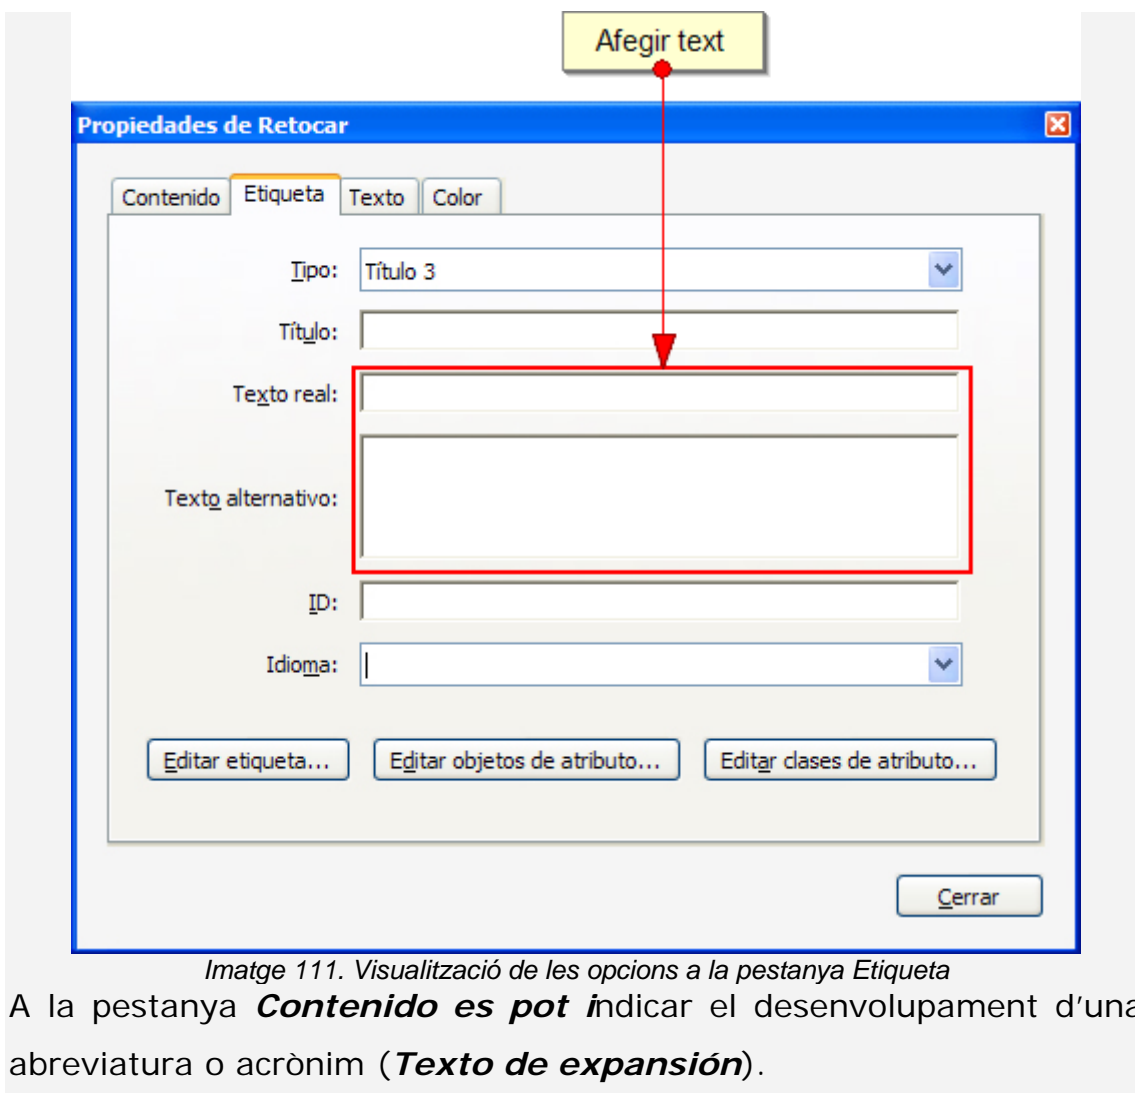 Afegir text
Propiedades de Retocar
Contenido Etiqueta Texto Color
Tipo: Título 3
Título:
Texto real:
Texto alternativo:
ID:
Idioma:
Editar etiqueta... Editar objetos de atributo... Editar clases de atributo...
Cerrar
Imatge 111. Visualització de les opcions a la pestanya Etiqueta
A la pestanya Contenido es pot indicar el desenvolupament d'una
abreviatura o acrònim (Texto de expansión).